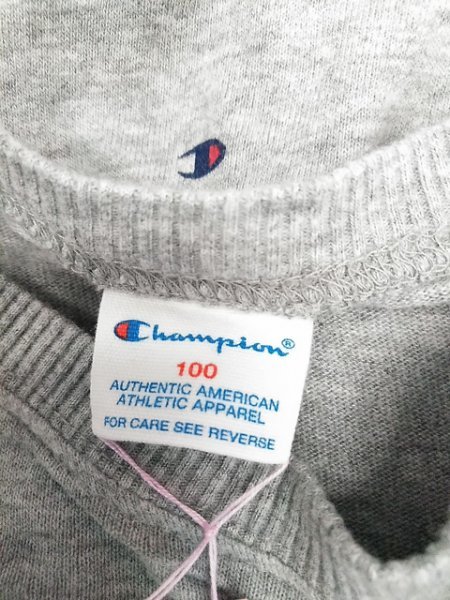 Champion®
100
AUTHENTIC AMERICAN
ATHLETIC APPAREL
FOR CARE SEE REVERSE